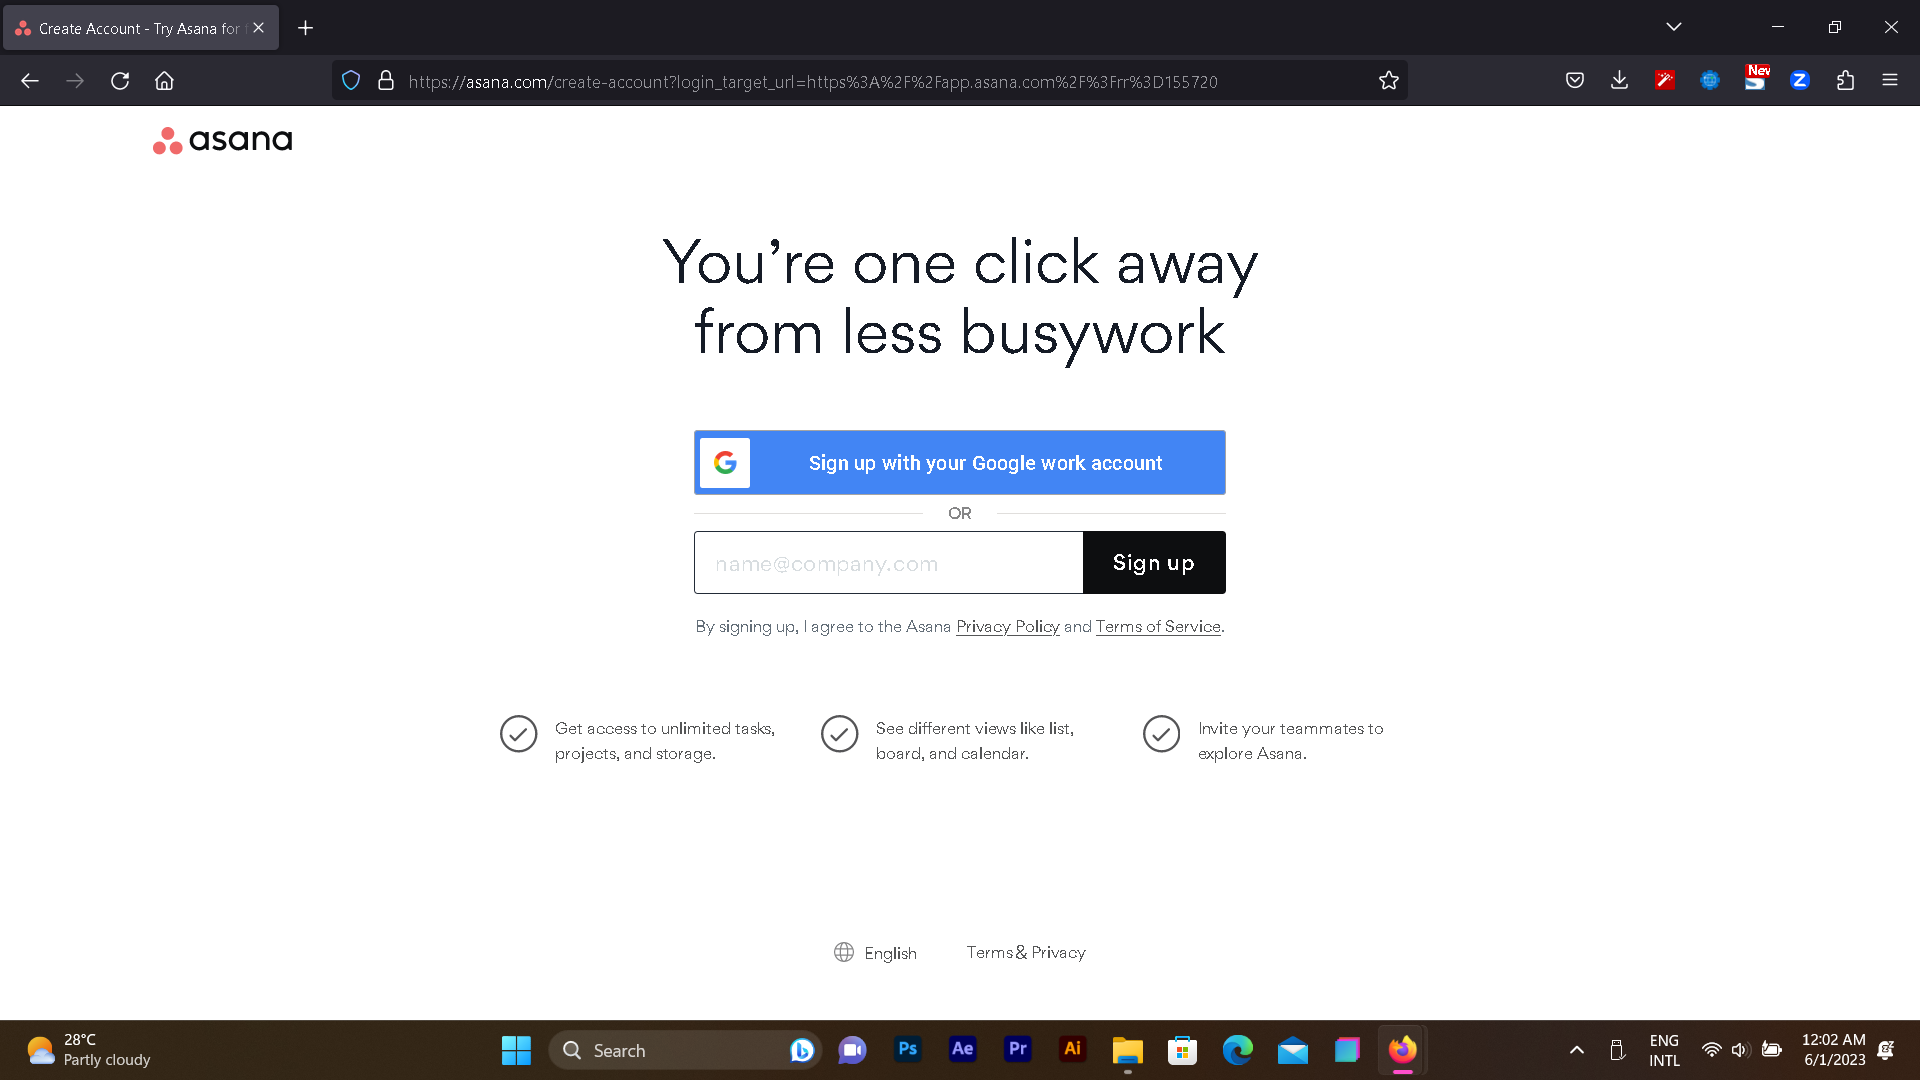 Create Account - Try Asana for
https://asana.com/create-account?login_target_url=https%3A%2F%2Fapp.asana.com%2F%3Frr%3D155720
New
asana
You’re one click away
from less busywork
Sign up with your Google work account
OR
name@company.com
Sign up
By signing up, I agree to the Asana Privacy Policy and Terms of Service.
Get access to unlimited tasks,
projects, and storage.
See different views like list,
board, and calendar.
Invite your teammates to
explore Asana.
English
Terms & Privacy
28°C
Partly cloudy
Search
Ps
Ae
Pr
Ai
ENG
INTL
12:02 AM
6/1/2023